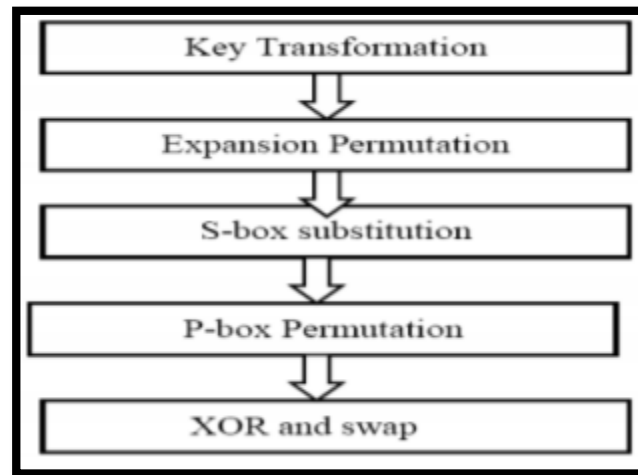 Key Transformation
Expansion Permutation
S-box substitution
P-box Permutation
XOR and swap